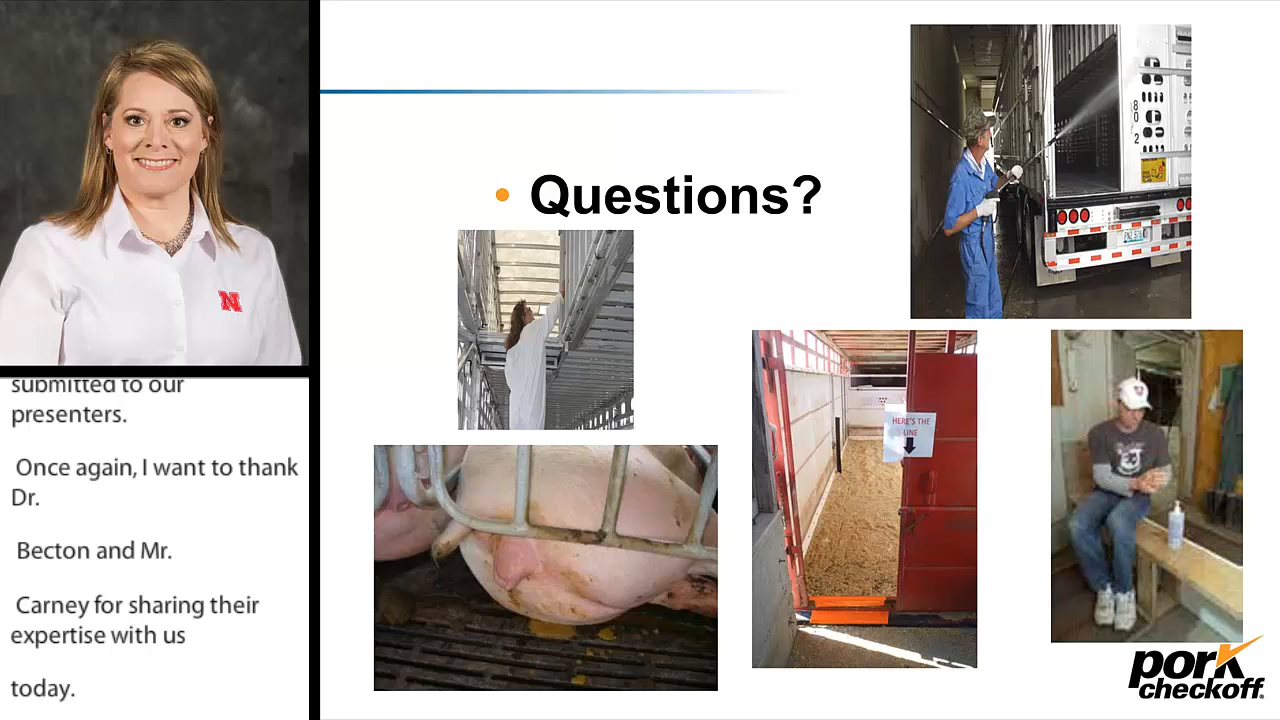 submitted to our
presenters.
Once again, I want to thank
Dr.
Becton and Mr.
Carney for sharing their
expertise with us
today.
• Questions?
802
HERE'S THE
LINE
N
pork
checkoff